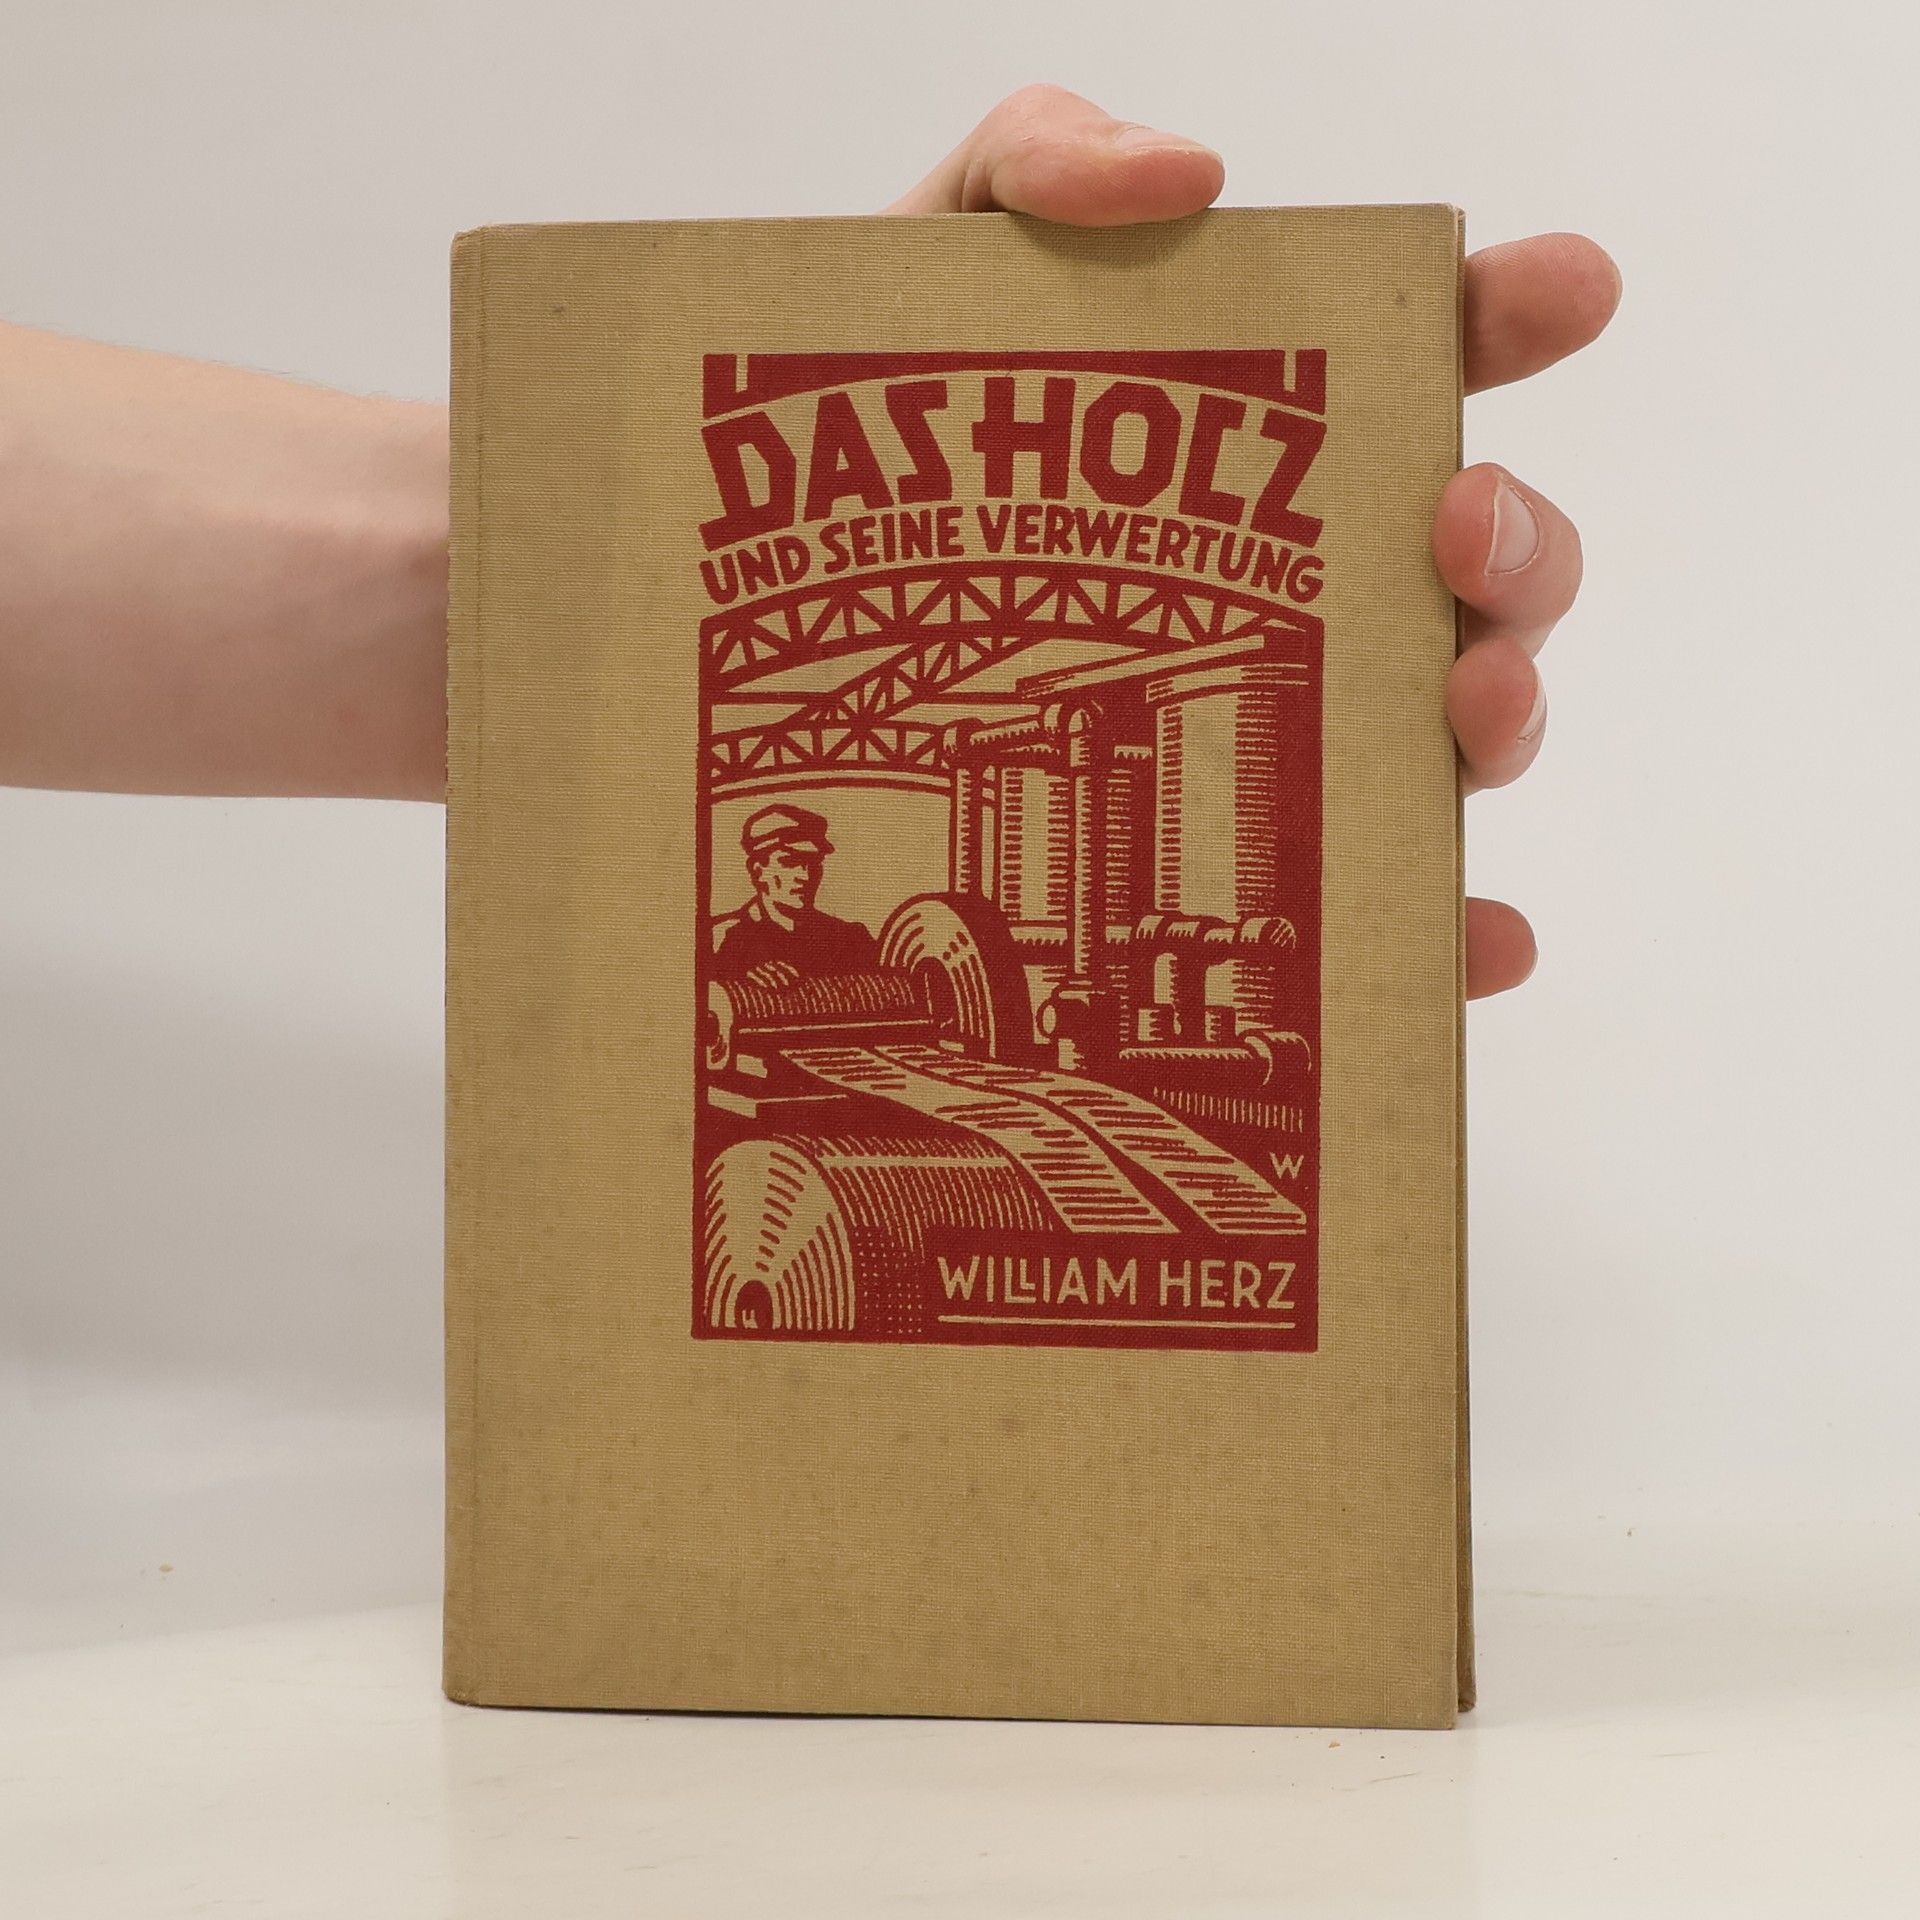 DAS HOLZ
UND SEINE VERWERTUNG
W
WILLIAM HERZ